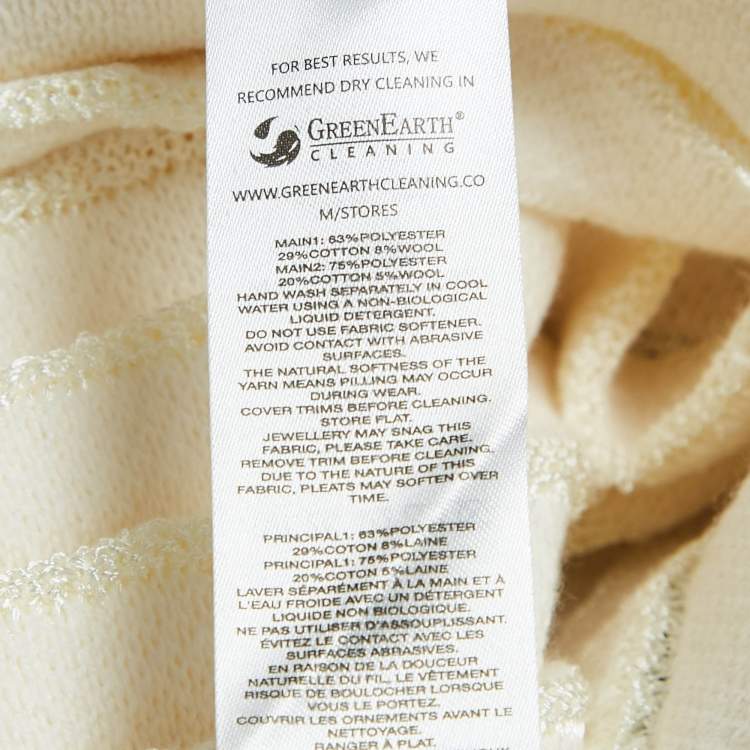 FOR BEST RESULTS, WE
RECOMMEND DRY CLEANING IN
GREENEARTH®
CLEANING
WWW.GREENEARTHCLEANING.CO
M/STORES
MAIN1: 63%POLYESTER
29%COTTON 8%WOOL
MAIN2: 75%POLYESTER
20%COTTON 5%WOOL
HAND WASH SEPARATELY IN COOL
WATER USING A NON-BIOLOGICAL
LIQUID DETERGENT.
DO NOT USE FABRIC SOFTENER.
AVOID CONTACT WITH ABRASIVE
SURFACES.
THE NATURAL SOFTNESS OF THE
YARN MEANS PILLING MAY OCCUR
DURING WEAR.
COVER TRIMS BEFORE CLEANING.
STORE FLAT.
JEWELLERY MAY SNAG THIS
FABRIC, PLEASE TAKE CARE.
REMOVE TRIM BEFORE CLEANING.
DUE TO THE NATURE OF THIS
FABRIC, PLEATS MAY SOFTEN OVER
TIME.
PRINCIPAL1: 63%POLYESTER
29%COTON 8%LAINE
PRINCIPAL1: 75%POLYESTER
20%COTON 5%LAINE
LAVER SÉPARÉMENT À LA MAIN ET À
L'EAU FROIDE AVEC UN DÉTERGENT
LIQUIDE NON BIOLOGIQUE.
NE PAS UTILISER D'ASSOUPLISSANT.
ÉVITEZ LE CONTACT AVEC LES
SURFACES ABRASIVES.
EN RAISON DE LA DOUCEUR
NATURELLE DU FIL, LE VÊTEMENT
RISQUE DE BOULOCHER LORSQUE
VOUS LE PORTEZ.
COUVRIR LES ORNEMENTS AVANT LE
NETTOYAGE.
RANGER À PLAT.